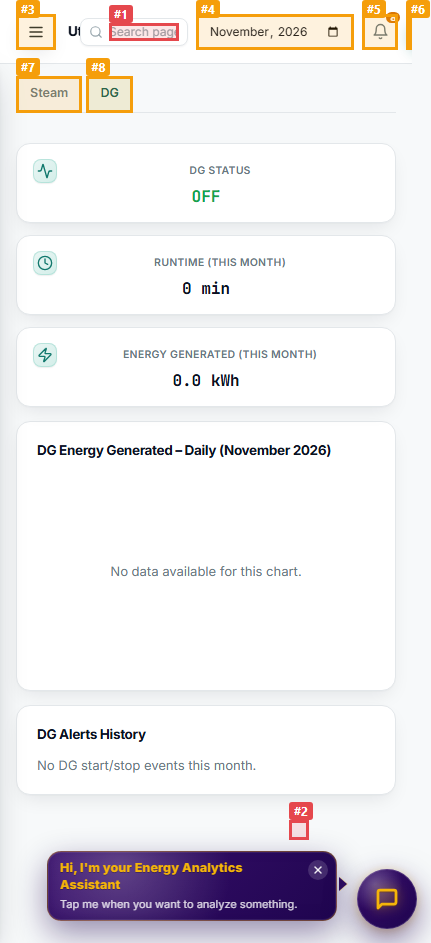 #3
#1
#4
#5
#6
Ut
Search page
November, 2026
#7
#8
Steam
DG
DG STATUS
OFF
RUNTIME (THIS MONTH)
0 min
ENERGY GENERATED (THIS MONTH)
0.0 kWh
DG Energy Generated – Daily (November 2026)
No data available for this chart.
DG Alerts History
No DG start/stop events this month.
#2
Hi, I'm your Energy Analytics
Assistant
Tap me when you want to analyze something.